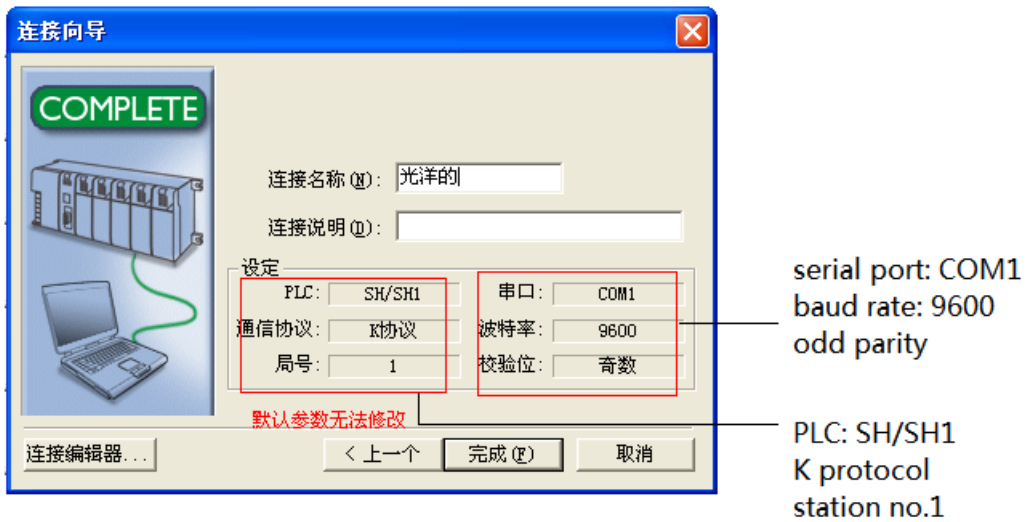 连接向导
COMPLETE
连接名称(N): 光洋的
连接说明(D):
设定
PLC: SH/SH1 串口: COM1
通信协议: K协议 波特率: 9600
局号: 1 校验位: 奇数
默认参数无法修改
连接编辑器... < 上一个 完成(F) 取消
serial port: COM1
baud rate: 9600
odd parity
PLC: SH/SH1
K protocol
station no.1